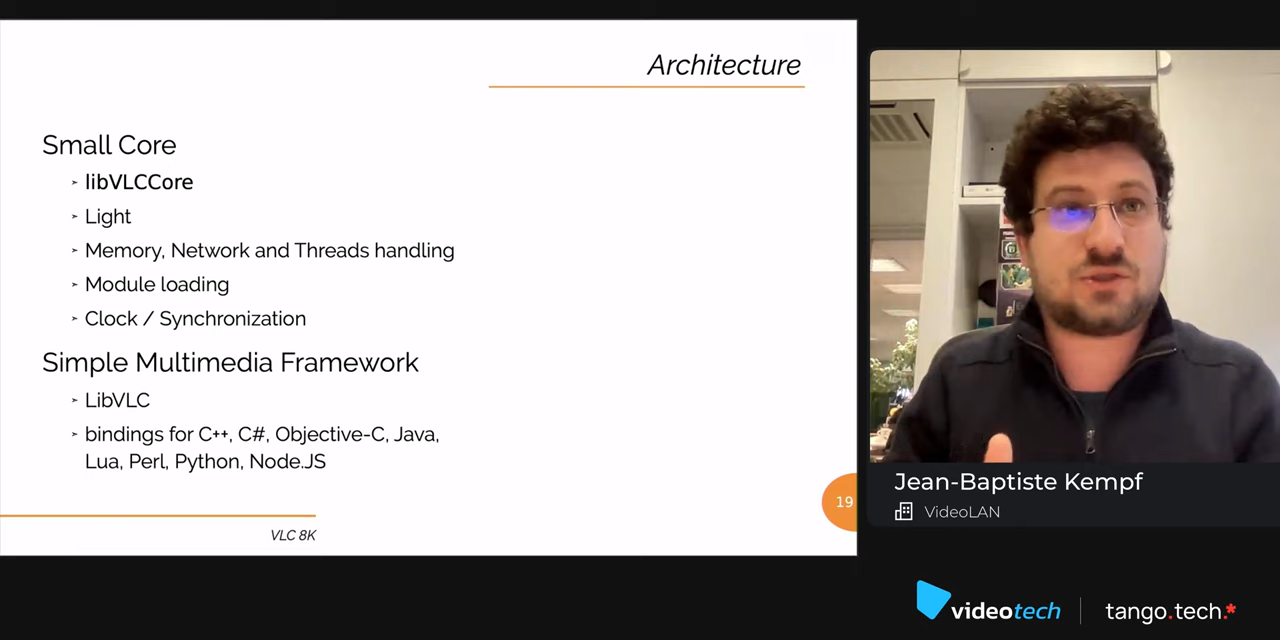 Architecture
Small Core
libVLCCore
Light
Memory, Network and Threads handling
Module loading
Clock / Synchronization
Simple Multimedia Framework
LibVLC
bindings for C++, C#, Objective-C, Java,
Lua, Perl, Python, Node.JS
19
VLC 8K
Jean-Baptiste Kempf
VideoLAN
videotech
tango.tech.*